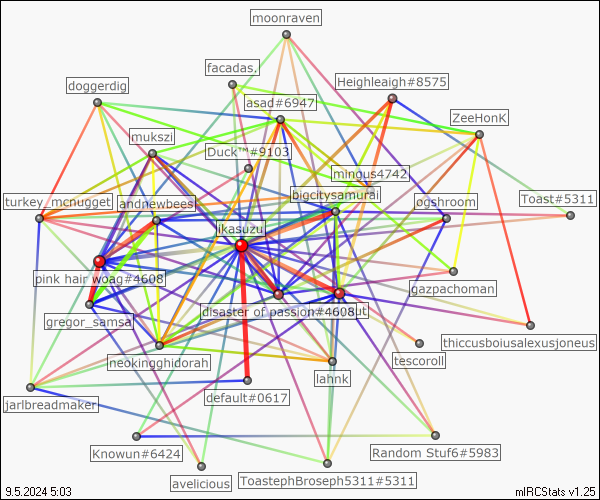 moonraven
facadas,
Heighleaigh#8575
doggerdig
asad#6947
ZeeHonK
mukszi
Duck™#9103
mingus4742
bigcitysamurai
turkey_mcnugget
andnewbees
ogshroom
Toast#5311
ikasuzu
pink hair woag#4608
gazpachoman
disaster of passion#4608
ut
gregor_samsa
thiccusboiusalexusjoneus
neokingghidorah
tescoroll
lahnk
jarlbreadmaker
default#0617
Knowun#6424
Random Stuf6#5983
avelicious
ToastephBroseph5311#5311
9.5.2024 5:03
mIRCStats v1.25